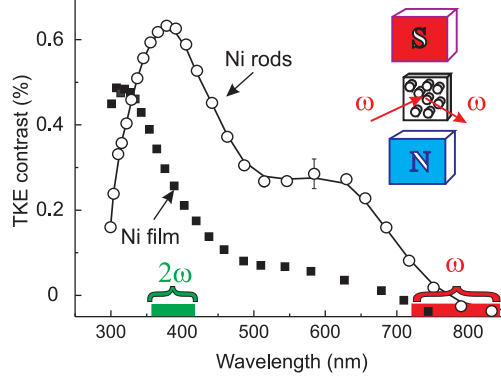 TKE contrast (%)
0.6
0.4
0.2
0
Ni rods
Ni film
S
ω
ω
N
2ω
ω
300
400
500
600
700
800
Wavelength (nm)